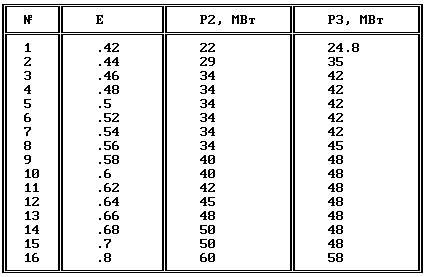 № E P2, МВт P3, МВт
1 .42 22 24.8
2 .44 29 35
3 .46 34 42
4 .48 34 42
5 .5 34 42
6 .52 34 42
7 .54 34 42
8 .56 34 45
9 .58 40 48
10 .6 40 48
11 .62 42 48
12 .64 45 48
13 .66 48 48
14 .68 50 48
15 .7 50 48
16 .8 60 58